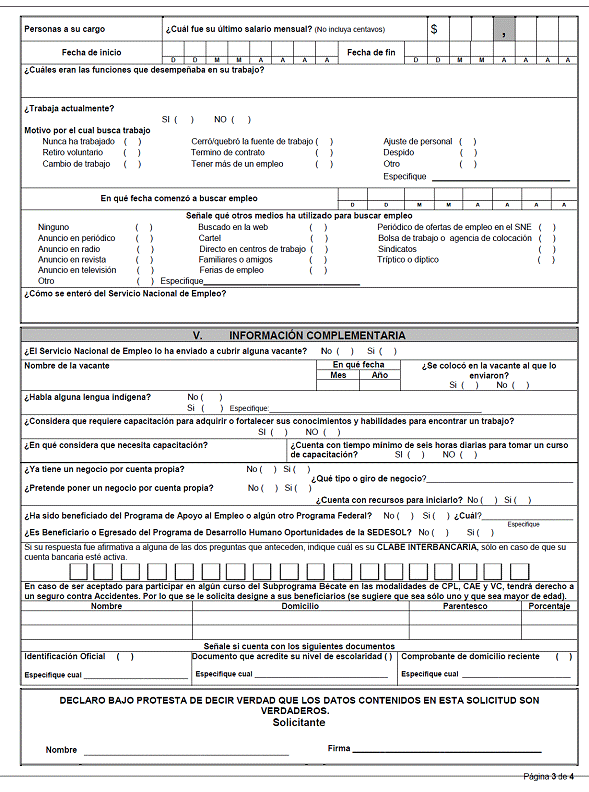 Personas a su cargo ¿Cuál fue su último salario mensual? (No incluya centavos) $ ,
Fecha de inicio D D M M A A A A Fecha de fin D D M M A A A A
¿Cuáles eran las funciones que desempeñaba en su trabajo?
¿Trabaja actualmente?
SI ( ) NO ( )
Motivo por el cual busca trabajo
Nunca ha trabajado ( ) Cerró/quebró la fuente de trabajo ( ) Ajuste de personal ( )
Retiro voluntario ( ) Termino de contrato ( ) Despido ( )
Cambio de trabajo ( ) Tener más de un empleo ( ) Otro ( )
Especifique
En qué fecha comenzó a buscar empleo D D M M A A A A
Señale qué otros medios ha utilizado para buscar empleo
Ninguno ( ) Buscado en la web ( ) Periódico de ofertas de empleo en el SNE ( )
Anuncio en periódico ( ) Cartel ( ) Bolsa de trabajo o agencia de colocación ( )
Anuncio en radio ( ) Directo en centros de trabajo ( ) Sindicatos ( )
Anuncio en revista ( ) Familiares o amigos ( ) Tríptico o díptico ( )
Anuncio en televisión ( ) Ferias de empleo ( )
Otro ( ) Especifique
¿Cómo se enteró del Servicio Nacional de Empleo?
V. INFORMACIÓN COMPLEMENTARIA
¿El Servicio Nacional de Empleo lo ha enviado a cubrir alguna vacante? No ( ) Si ( )
Nombre de la vacante En qué fecha ¿Se colocó en la vacante al que lo
Mes Año enviaron?
Si ( ) No ( )
¿Habla alguna lengua indígena? No ( )
Si ( ) Especifique:
¿Considera que requiere capacitación para adquirir o fortalecer sus conocimientos y habilidades para encontrar un trabajo?
SI ( ) NO ( )
¿En qué considera que necesita capacitación? ¿Cuenta con tiempo mínimo de seis horas diarias para tomar un curso
de capacitación? SI ( ) NO ( )
¿Ya tiene un negocio por cuenta propia? No ( ) Si ( )
¿Qué tipo o giro de negocio?
¿Pretende poner un negocio por cuenta propia? No ( ) Si ( )
¿Cuenta con recursos para iniciarlo? No ( ) Si ( )
¿Ha sido beneficiado del Programa de Apoyo al Empleo o algún otro Programa Federal? No ( ) Si ( ) ¿Cuál?
Especifique
¿Es Beneficiario o Egresado del Programa de Desarrollo Humano Oportunidades de la SEDESOL? No ( ) Si ( )
Si su respuesta fue afirmativa a alguna de las dos preguntas que anteceden, indique cuál es su CLABE INTERBANCARIA, sólo en caso de que su
cuenta bancaria esté activa.
En caso de ser aceptado para participar en algún curso del Subprograma Bécate en las modalidades de CPL, CAE y VC, tendrá derecho a
un seguro contra Accidentes. Por lo que se le solicita designe a sus beneficiarios (se sugiere que sea sólo uno y que sea mayor de edad).
Nombre Domicilio Parentesco Porcentaje
Señale si cuenta con los siguientes documentos
Identificación Oficial ( ) Documento que acredite su nivel de escolaridad ( ) Comprobante de domicilio reciente ( )
Especifique cual Especifique cual Especifique cual
DECLARO BAJO PROTESTA DE DECIR VERDAD QUE LOS DATOS CONTENIDOS EN ESTA SOLICITUD SON
VERDADEROS.
Solicitante
Nombre Firma
Página 3 de 4